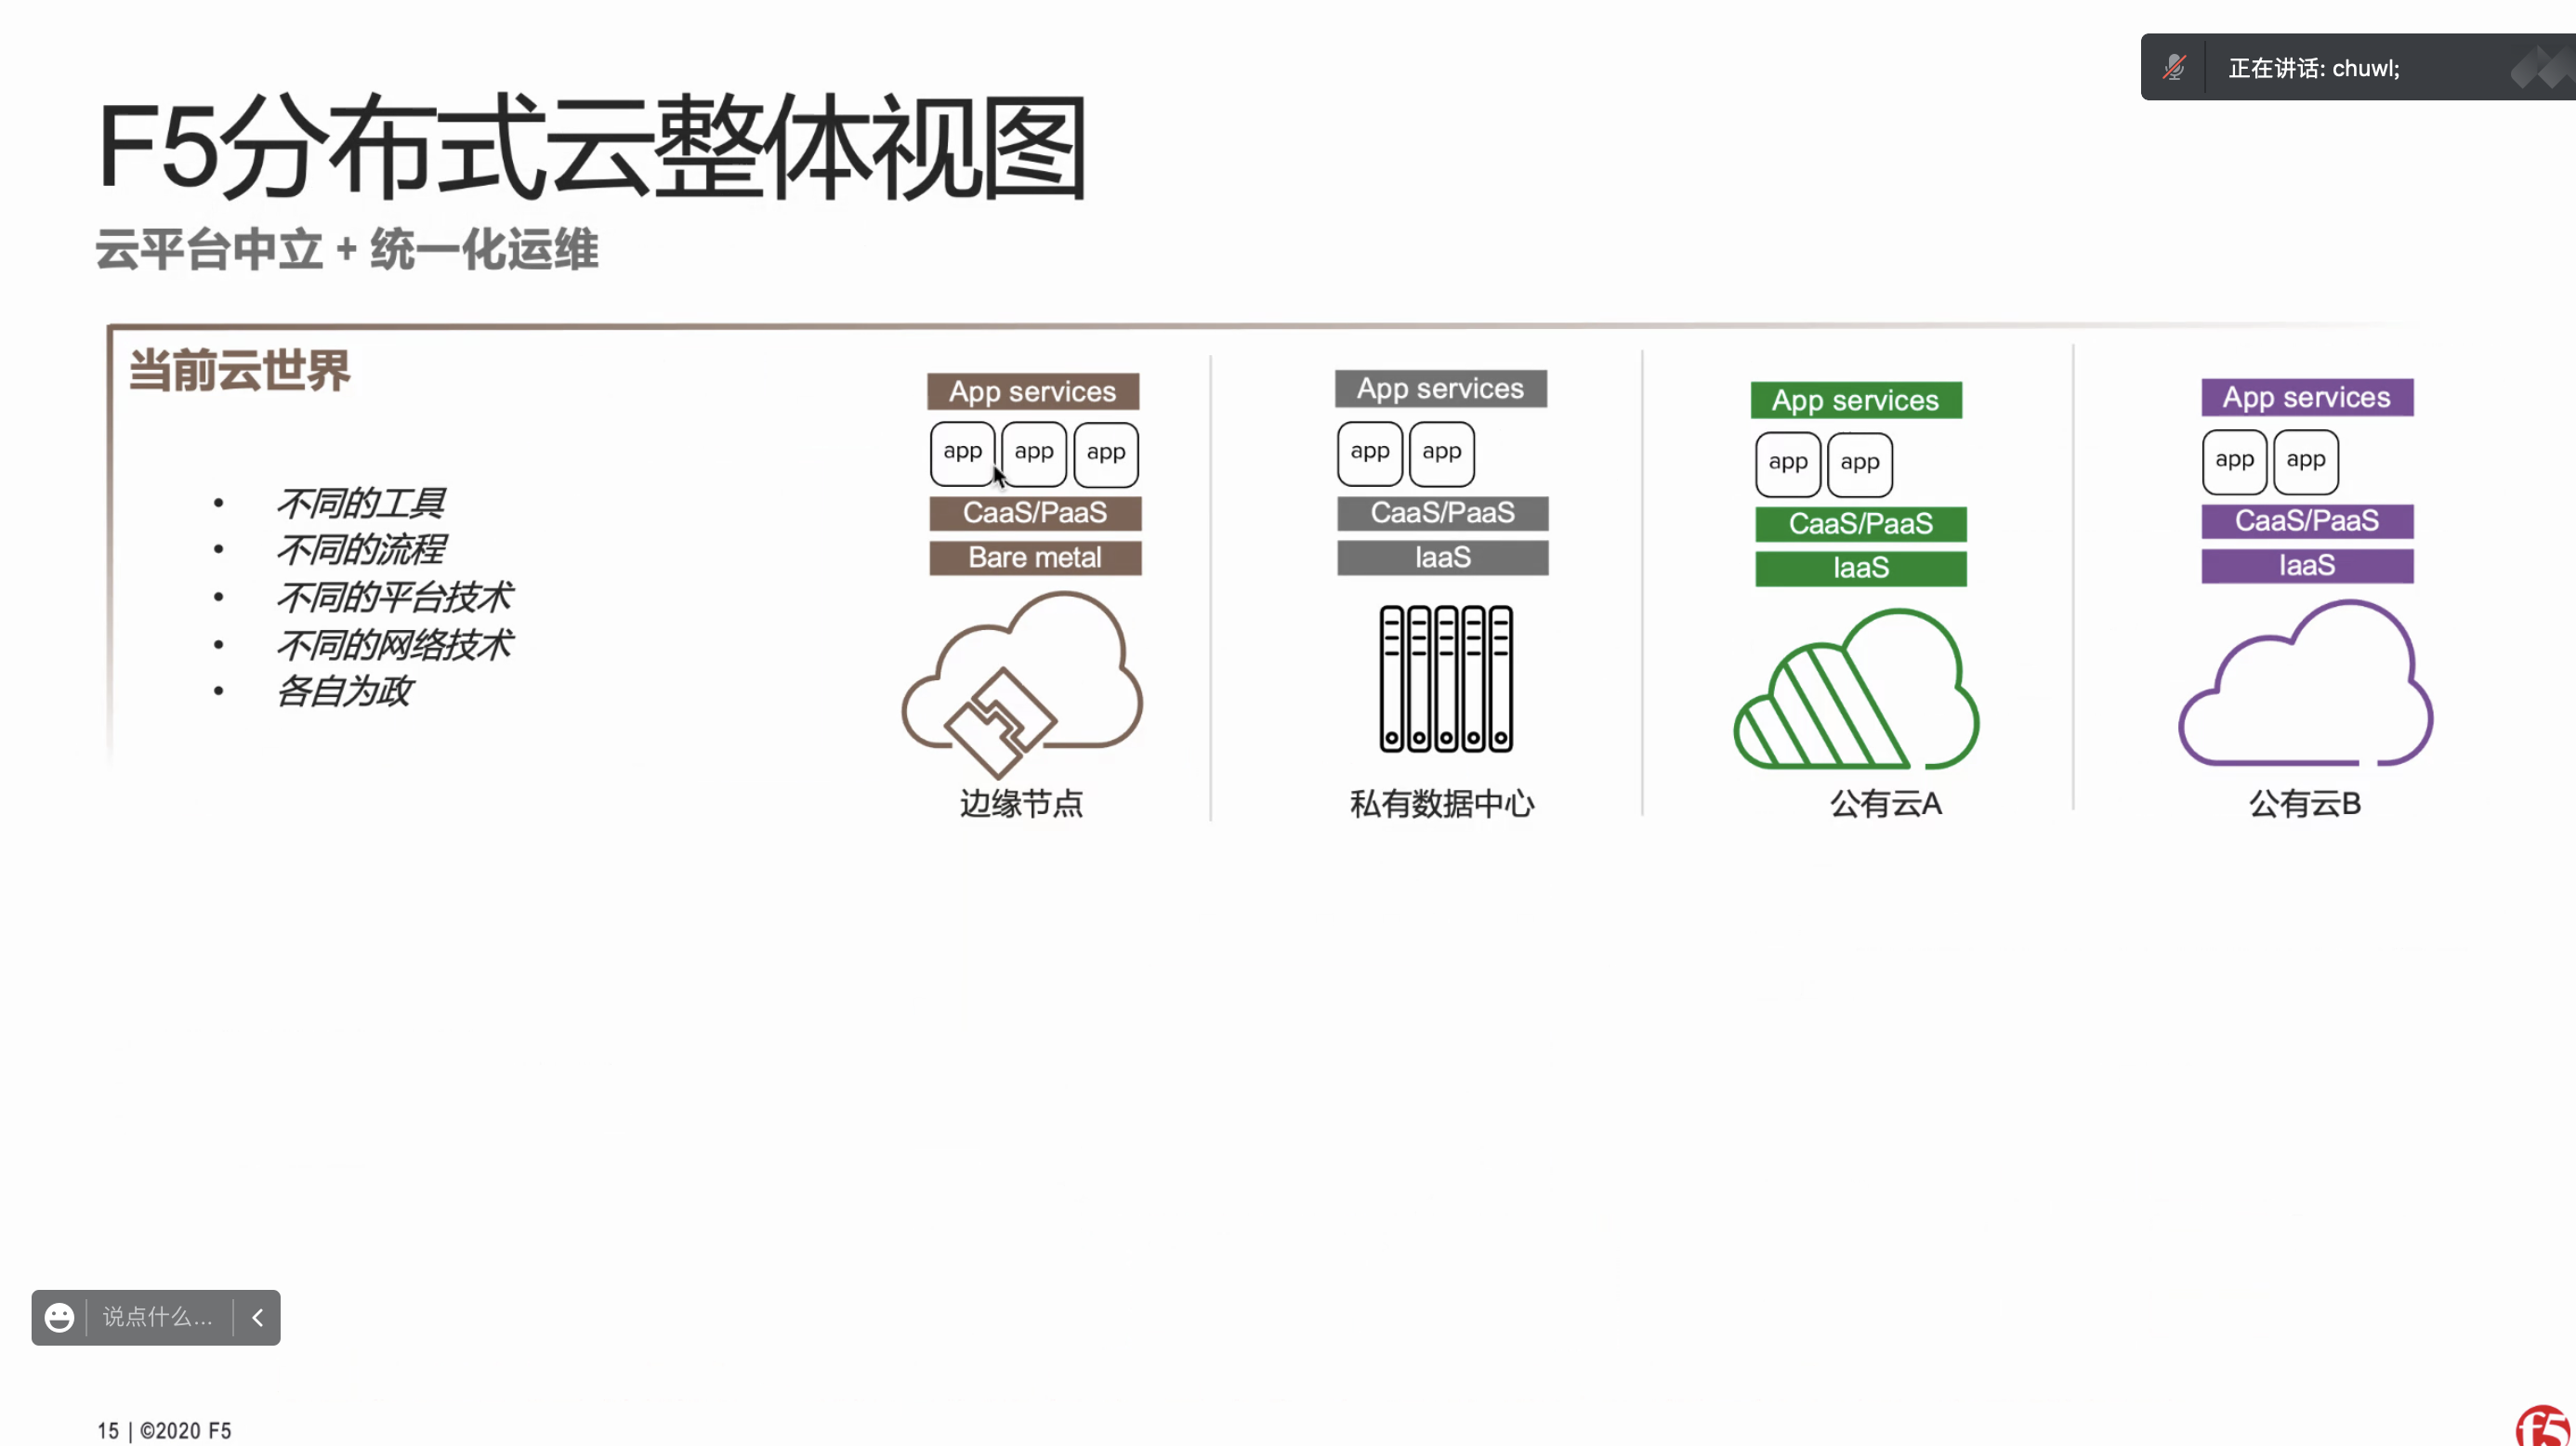 正在讲话: chuwl;
F5分布式云整体视图
云平台中立 + 统一化运维
当前云世界
• 不同的工具
• 不同的流程
• 不同的平台技术
• 不同的网络技术
• 各自为政
App services
app app app
CaaS/PaaS
Bare metal
边缘节点
App services
app app
CaaS/PaaS
IaaS
私有数据中心
App services
app app
CaaS/PaaS
IaaS
公有云A
App services
app app
CaaS/PaaS
IaaS
公有云B
说点什么...
15 | ©2020 F5
f5